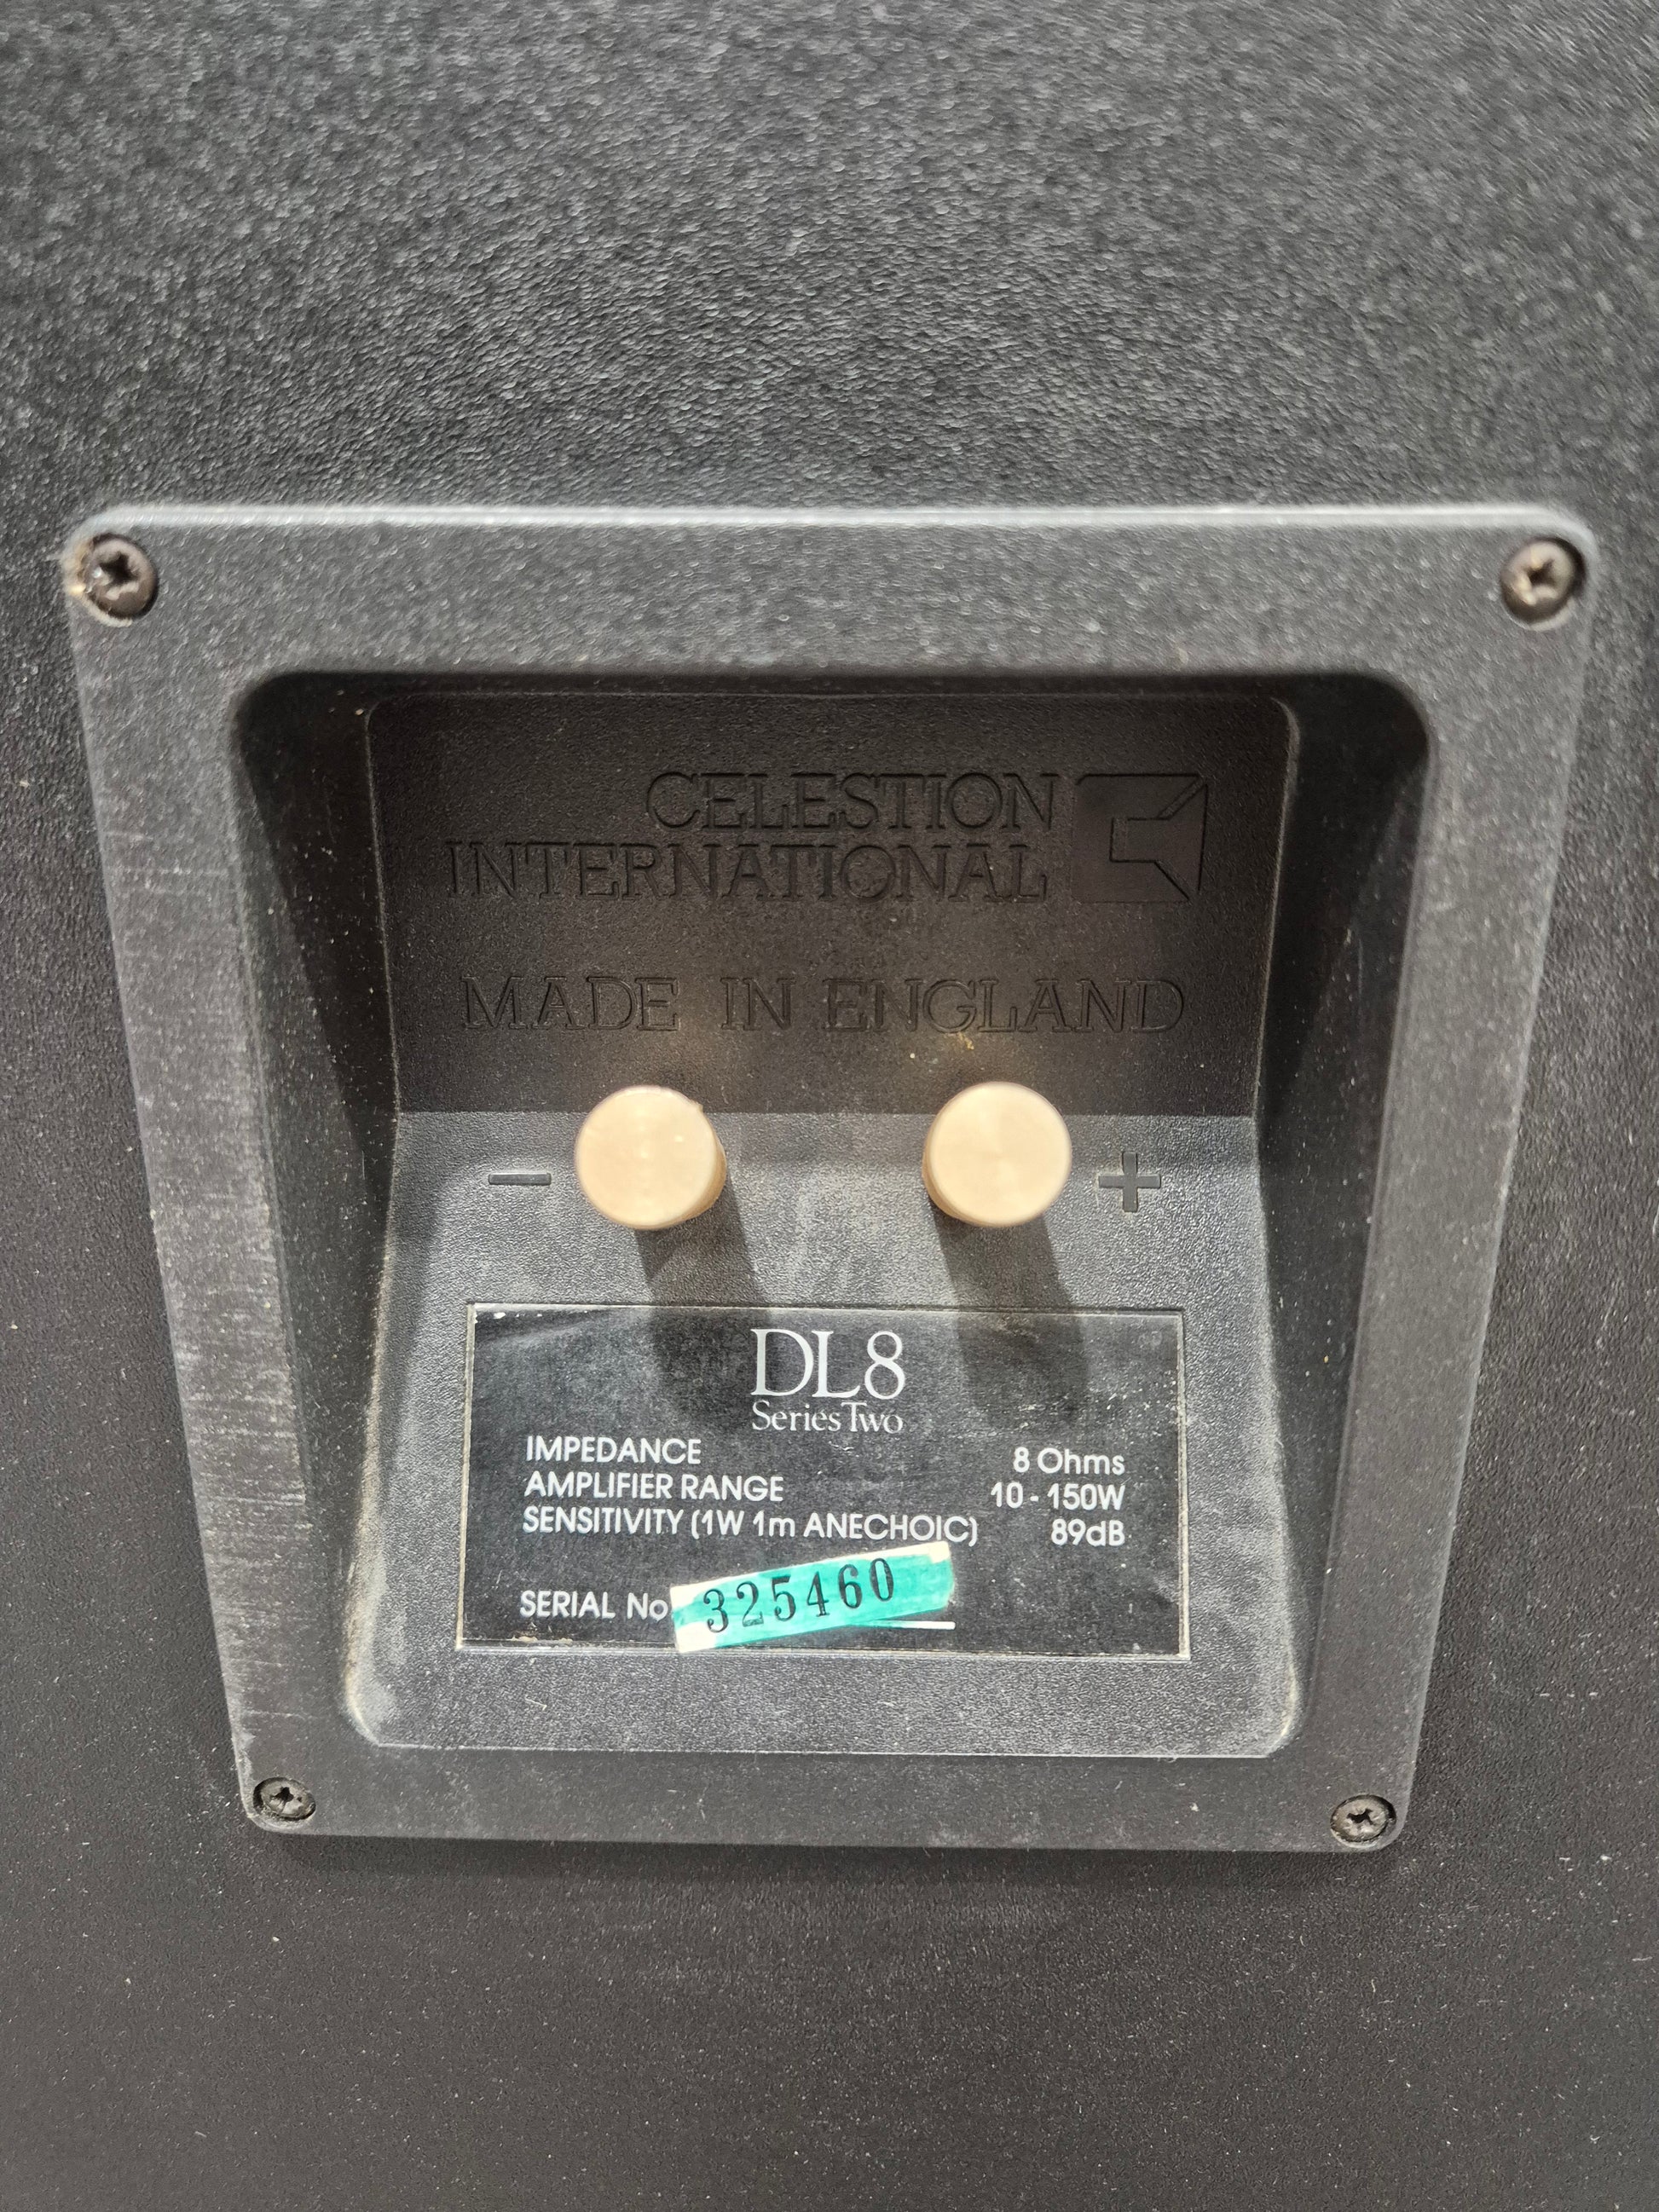 CELESTION
INTERNATIONAL
MADE IN ENGLAND
− +
DL8
Series Two
IMPEDANCE 8 Ohms
AMPLIFIER RANGE 10 - 150W
SENSITIVITY (1W 1m ANECHOIC) 89dB
SERIAL No 325460